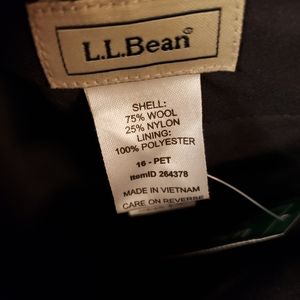 L.L.Bean
SHELL:
75% WOOL
25% NYLON
LINING:
100% POLYESTER
16 - PET
ItemID 264378
MADE IN VIETNAM
CARE ON REVERSE